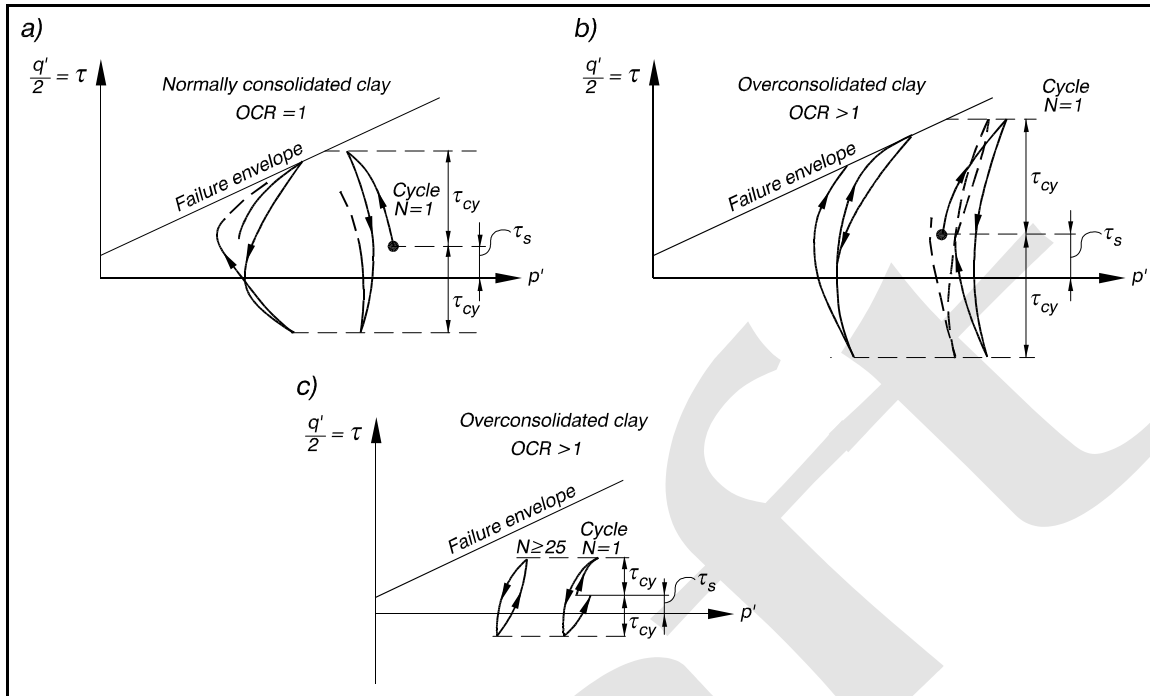 a)
q'/2 = τ
Normally consolidated clay
OCR = 1
Failure envelope
Cycle
N=1
τcy
τs
p'
τcy
b)
q'/2 = τ
Overconsolidated clay
OCR >1
Cycle
N=1
Failure envelope
τcy
τs
p'
τcy
c)
q'/2 = τ
Overconsolidated clay
OCR >1
Failure envelope
N≥25
Cycle
N=1
τcy
τs
p'
τcy